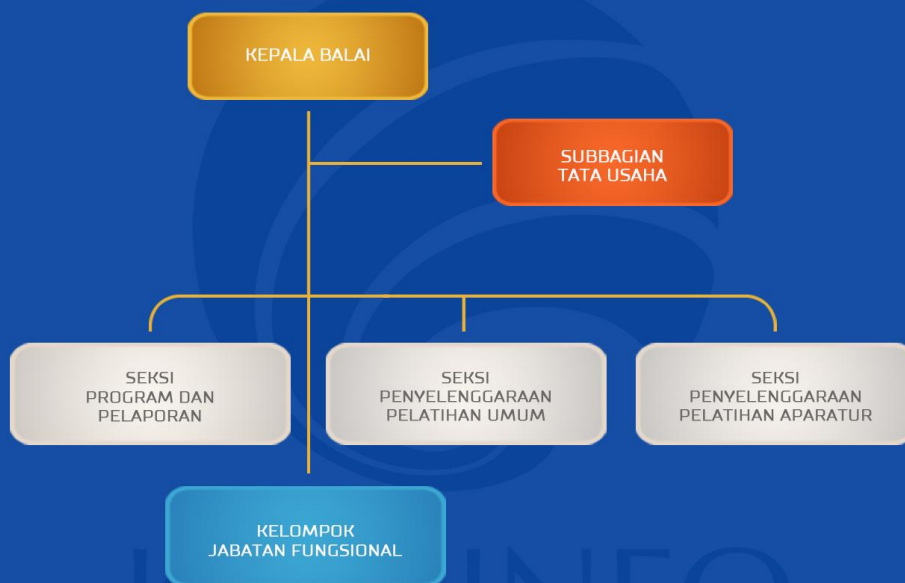 KEPALA BALAI
SUBBAGIAN
TATA USAHA
SEKSI
PROGRAM DAN
PELAPORAN
SEKSI
PENYELENGGARAAN
PELATIHAN UMUM
SEKSI
PENYELENGGARAAN
PELATIHAN APARATUR
KELOMPOK
JABATAN FUNGSIONAL